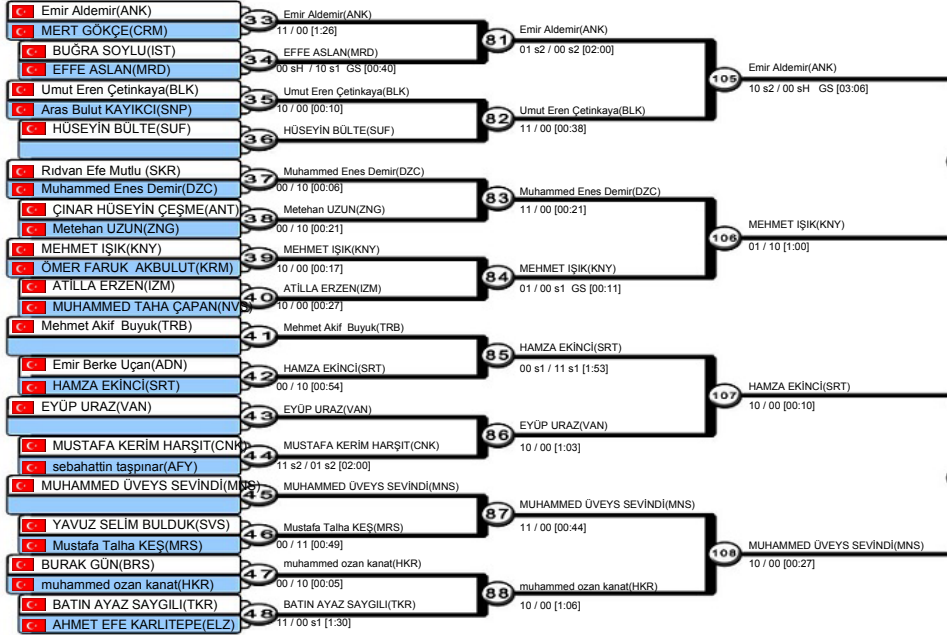 Emir Aldemir(ANK)
MERT GÖKÇE(CRM)
BUĞRA SOYLU(IST)
EFFE ASLAN(MRD)
Umut Eren Çetinkaya(BLK)
Aras Bulut KAYIKCI(SNP)
HÜSEYİN BÜLTE(SUF)
Rıdvan Efe Mutlu (SKR)
Muhammed Enes Demir(DZC)
ÇINAR HÜSEYİN ÇEŞME(ANT)
Metehan UZUN(ZNG)
MEHMET IŞIK(KNY)
ÖMER FARUK AKBULUT(KRM)
ATİLLA ERZEN(IZM)
MUHAMMED TAHA ÇAPAN(NVS)
Mehmet Akif Buyuk(TRB)
Emir Berke Uçan(ADN)
HAMZA EKİNCİ(SRT)
EYÜP URAZ(VAN)
MUSTAFA KERİM HARŞIT(CNK)
sebahattin taşpınar(AFY)
MUHAMMED ÜVEYS SEVİNDİ(MNS)
YAVUZ SELİM BULDUK(SVS)
Mustafa Talha KEŞ(MRS)
BURAK GÜN(BRS)
muhammed ozan kanat(HKR)
BATIN AYAZ SAYGILI(TKR)
AHMET EFE KARLITEPE(ELZ)
33
Emir Aldemir(ANK)
11 / 00 [1:26]
34
EFFE ASLAN(MRD)
00 sH / 10 s1 GS [00:40]
35
Umut Eren Çetinkaya(BLK)
10 / 00 [00:10]
36
HÜSEYİN BÜLTE(SUF)
37
Muhammed Enes Demir(DZC)
00 / 10 [00:06]
38
Metehan UZUN(ZNG)
00 / 10 [00:21]
39
MEHMET IŞIK(KNY)
10 / 00 [00:17]
40
ATİLLA ERZEN(IZM)
10 / 00 [00:27]
41
Mehmet Akif Buyuk(TRB)
42
HAMZA EKİNCİ(SRT)
00 / 10 [00:54]
43
EYÜP URAZ(VAN)
44
MUSTAFA KERİM HARŞIT(CNK)
11 s2 / 01 s2 [02:00]
45
MUHAMMED ÜVEYS SEVİNDİ(MNS)
46
Mustafa Talha KEŞ(MRS)
00 / 11 [00:49]
47
muhammed ozan kanat(HKR)
00 / 10 [00:05]
48
BATIN AYAZ SAYGILI(TKR)
11 / 00 s1 [1:30]
81
Emir Aldemir(ANK)
01 s2 / 00 s2 [02:00]
82
Umut Eren Çetinkaya(BLK)
11 / 00 [00:38]
83
Muhammed Enes Demir(DZC)
11 / 00 [00:21]
84
MEHMET IŞIK(KNY)
01 / 00 s1 GS [00:11]
85
HAMZA EKİNCİ(SRT)
00 s1 / 11 s1 [1:53]
86
EYÜP URAZ(VAN)
10 / 00 [1:03]
87
MUHAMMED ÜVEYS SEVİNDİ(MNS)
11 / 00 [00:44]
88
muhammed ozan kanat(HKR)
10 / 00 [1:06]
105
Emir Aldemir(ANK)
10 s2 / 00 sH GS [03:06]
106
MEHMET IŞIK(KNY)
01 / 10 [1:00]
107
HAMZA EKİNCİ(SRT)
10 / 00 [00:10]
108
MUHAMMED ÜVEYS SEVİNDİ(MNS)
10 / 00 [00:27]